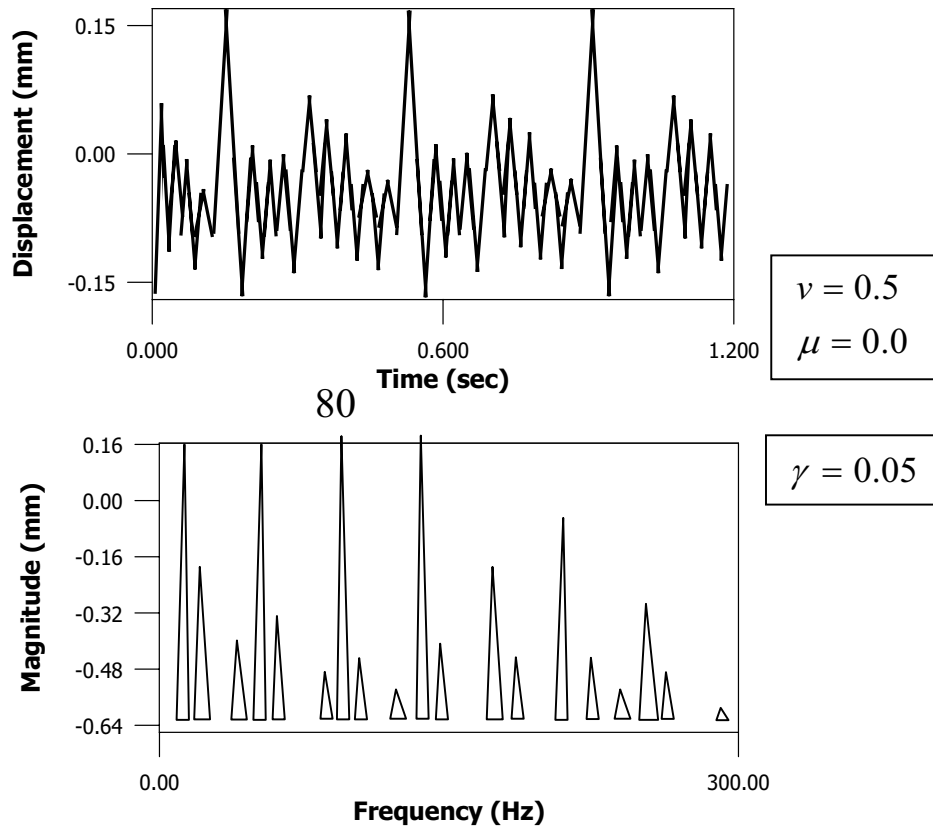 Displacement (mm)
0.15
0.00
-0.15
0.000
0.600
1.200
Time (sec)
ν = 0.5
μ = 0.0
80
Magnitude (mm)
0.16
0.00
-0.16
-0.32
-0.48
-0.64
0.00
300.00
Frequency (Hz)
γ = 0.05